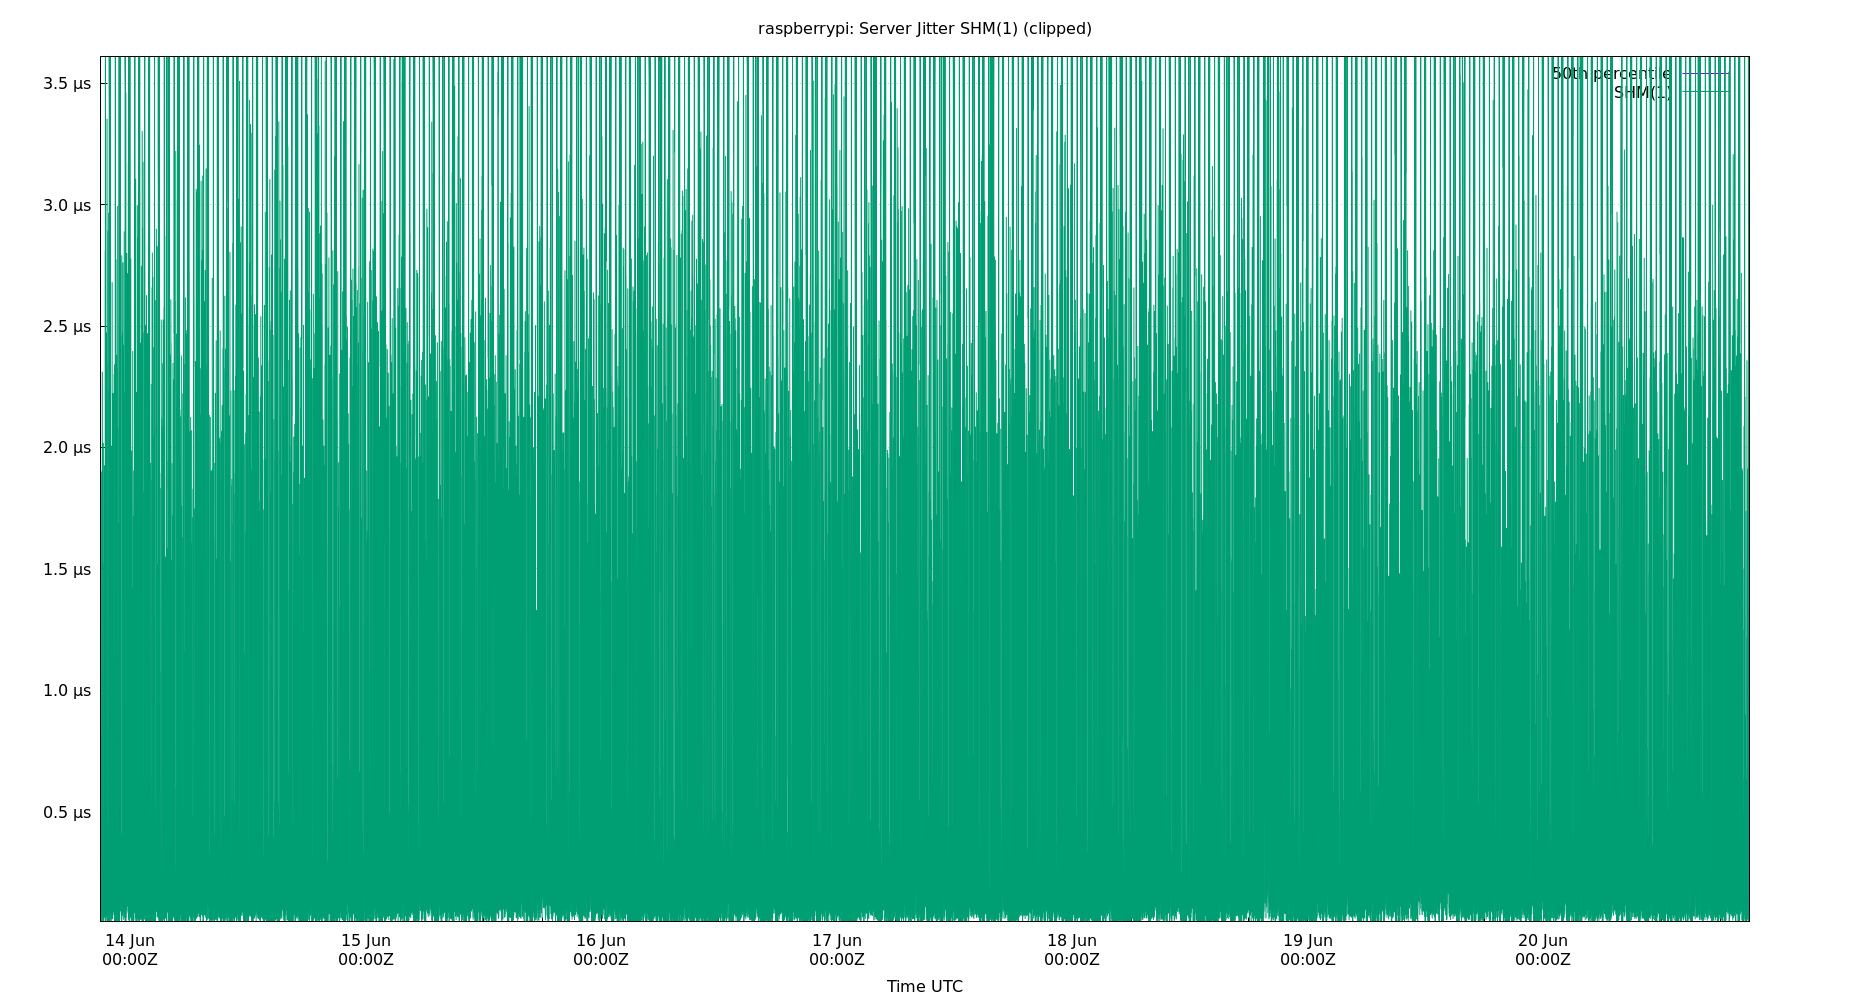 raspberrypi: Server Jitter SHM(1) (clipped)
3.5 μs
50th percentile
SHM(1)
3.0 μs
2.5 μs
2.0 μs
1.5 μs
1.0 μs
0.5 μs
14 Jun 15 Jun 16 Jun 17 Jun 18 Jun 19 Jun 20 Jun
00:00Z 00:00Z 00:00Z 00:00Z 00:00Z 00:00Z 00:00Z
Time UTC